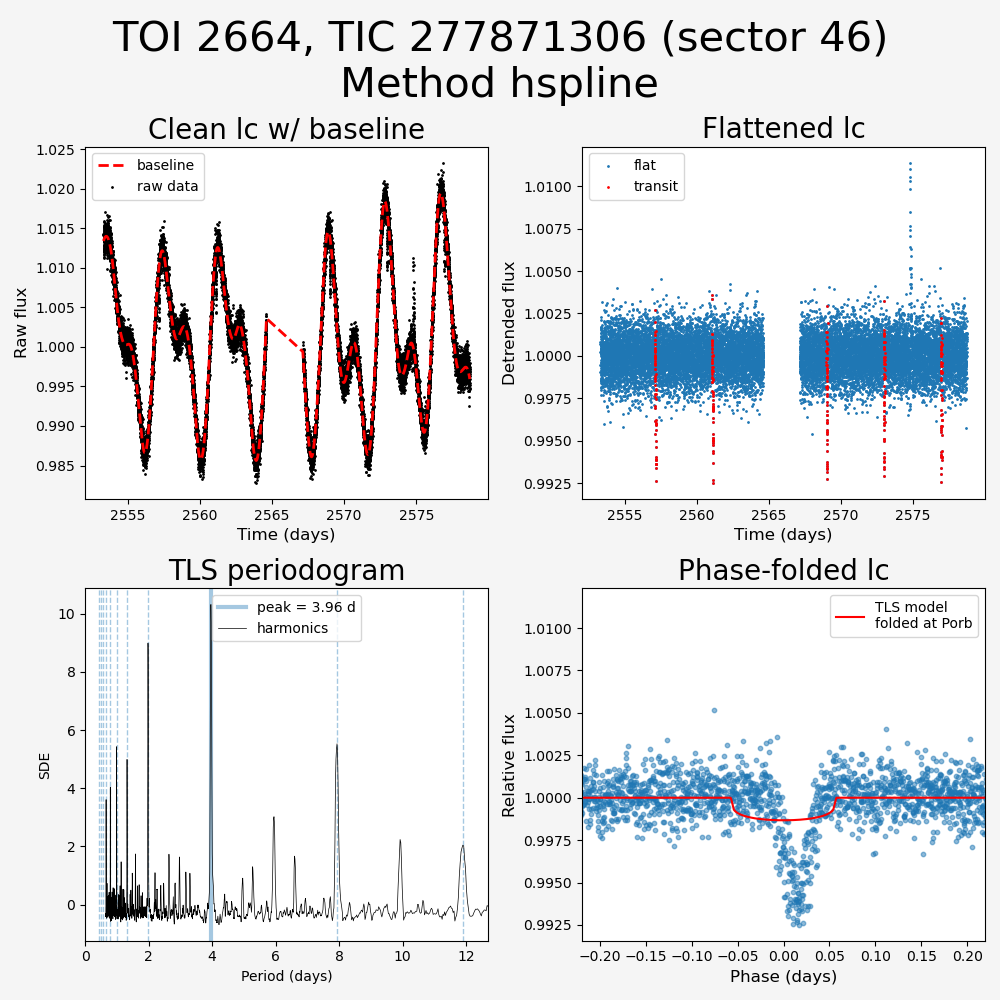 TOI 2664, TIC 277871306 (sector 46)
Method hspline
Clean lc w/ baseline
baseline
raw data
1.025
1.020
1.015
1.010
1.005
1.000
0.995
0.990
0.985
Raw flux
2555
2560
2565
2570
2575
Time (days)
Flattened lc
flat
transit
1.0100
1.0075
1.0050
1.0025
1.0000
0.9975
0.9950
0.9925
Detrended flux
2555
2560
2565
2570
2575
Time (days)
TLS periodogram
peak = 3.96 d
harmonics
10
8
6
4
2
0
SDE
0
2
4
6
8
10
12
Period (days)
Phase-folded lc
TLS model
folded at Porb
1.0100
1.0075
1.0050
1.0025
1.0000
0.9975
0.9950
0.9925
Relative flux
−0.20
−0.15
−0.10
−0.05
0.00
0.05
0.10
0.15
0.20
Phase (days)